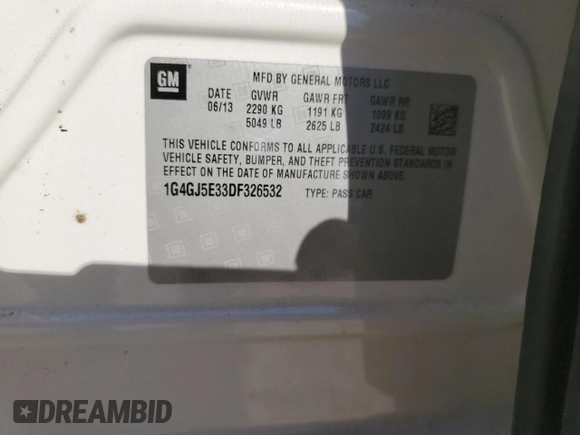 GM
MFD BY GENERAL MOTORS LLC
DATE GVWR GAWR FRT GAWR RR
06/13 2290 KG 1191 KG 1099 KG
5049 LB 2625 LB 2424 LB
THIS VEHICLE CONFORMS TO ALL APPLICABLE U.S. FEDERAL MOTOR
VEHICLE SAFETY, BUMPER, AND THEFT PREVENTION STANDARDS IN
EFFECT ON THE DATE OF MANUFACTURE SHOWN ABOVE.
1G4GJ5E33DF326532 TYPE: PASS CAR
DREAMBID